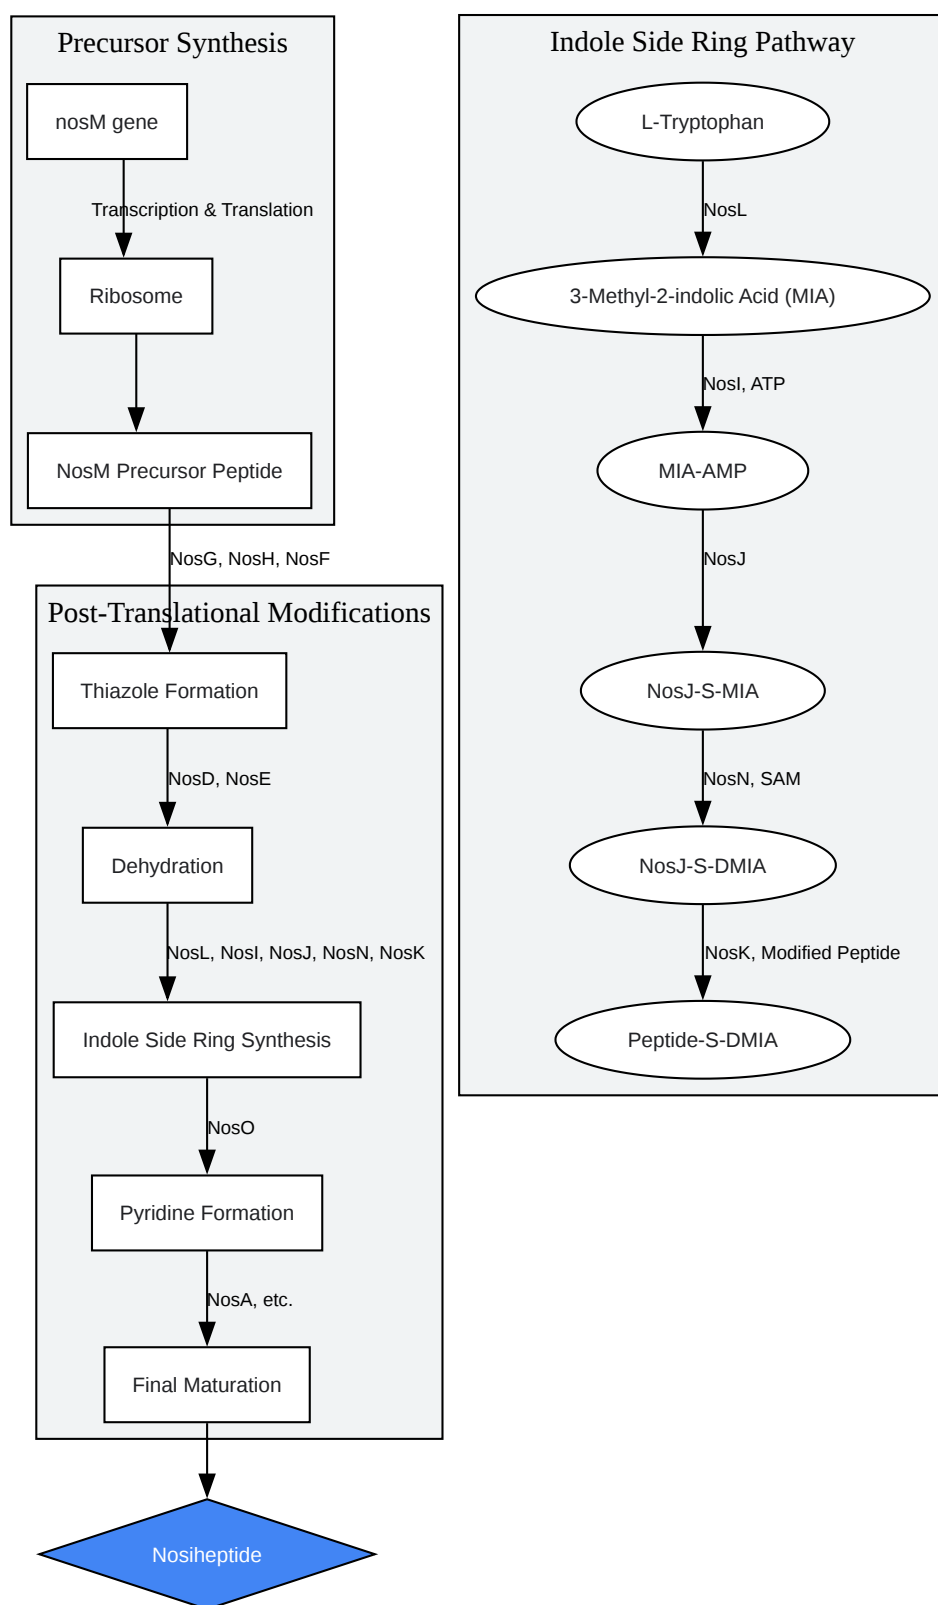 Precursor Synthesis
nosM gene
Transcription & Translation
Ribosome
NosM Precursor Peptide
NosG, NosH, NosF
Post-Translational Modifications
Thiazole Formation
NosD, NosE
Dehydration
NosL, NosI, NosJ, NosN, NosK
Indole Side Ring Synthesis
NosO
Pyridine Formation
NosA, etc.
Final Maturation
Nosiheptide
Indole Side Ring Pathway
L-Tryptophan
NosL
3-Methyl-2-indolic Acid (MIA)
NosI, ATP
MIA-AMP
NosJ
NosJ-S-MIA
NosN, SAM
NosJ-S-DMIA
NosK, Modified Peptide
Peptide-S-DMIA